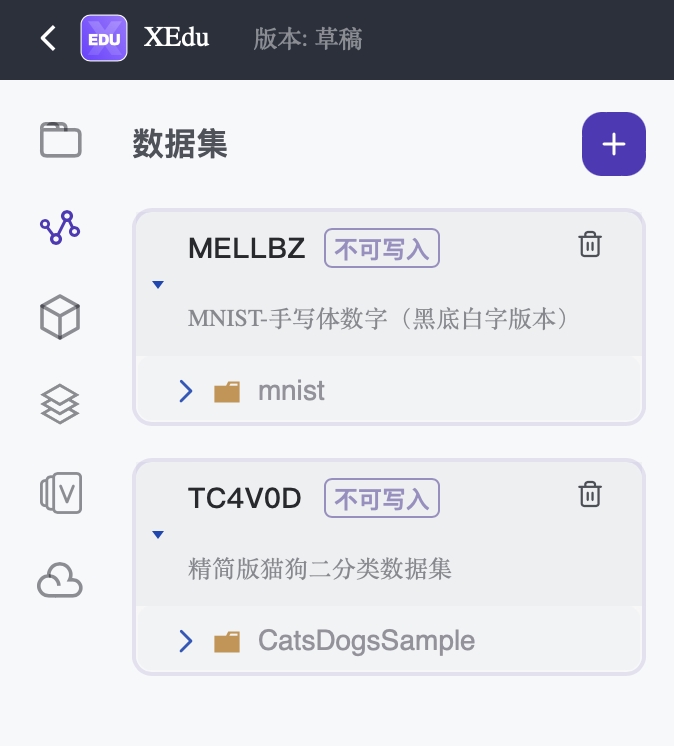 EDU XEdu 版本: 草稿
数据集
MELLBZ 不可写入
MNIST-手写体数字（黑底白字版本）
mnist
TC4V0D 不可写入
精简版猫狗二分类数据集
CatsDogsSample
V